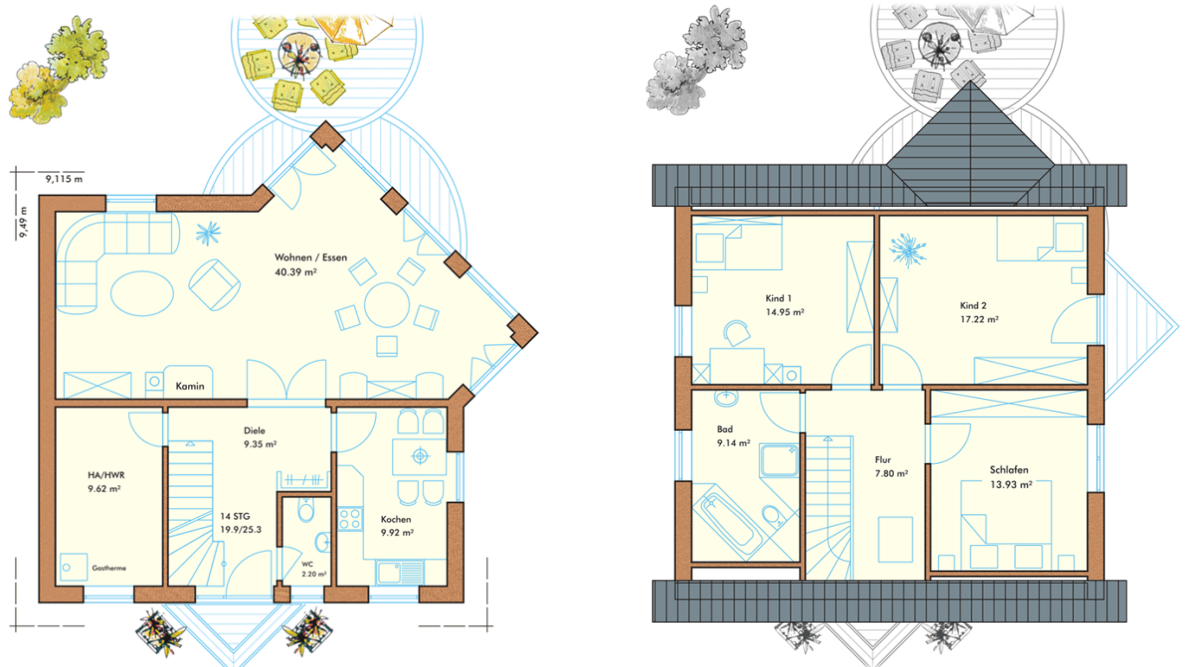 9,115 m
9,49 m
Wohnen / Essen
40.39 m²
Kamin
Diele
9.35 m²
HA/HWR
9.62 m²
14 STG
19.9/25.3
Kochen
9.92 m²
WC
2.20 m²
Gastherme
Kind 1
14.95 m²
Kind 2
17.22 m²
Bad
9.14 m²
Flur
7.80 m²
Schlafen
13.93 m²